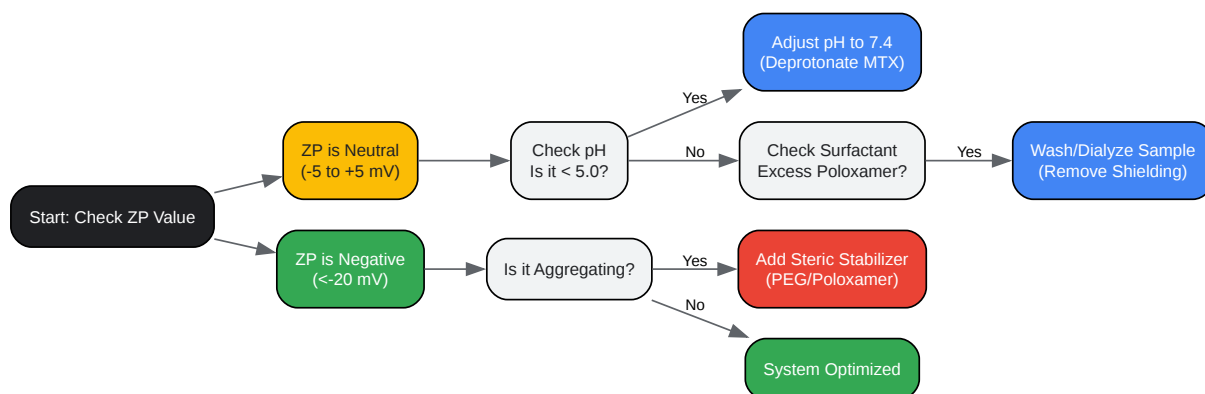 Start: Check ZP Value
ZP is Neutral
(-5 to +5 mV)
Check pH
Is it < 5.0?
Yes
Adjust pH to 7.4
(Deprotonate MTX)
No
Check Surfactant
Excess Poloxamer?
Yes
Wash/Dialyze Sample
(Remove Shielding)
ZP is Negative
(<-20 mV)
Is it Aggregating?
Yes
Add Steric Stabilizer
(PEG/Poloxamer)
No
System Optimized